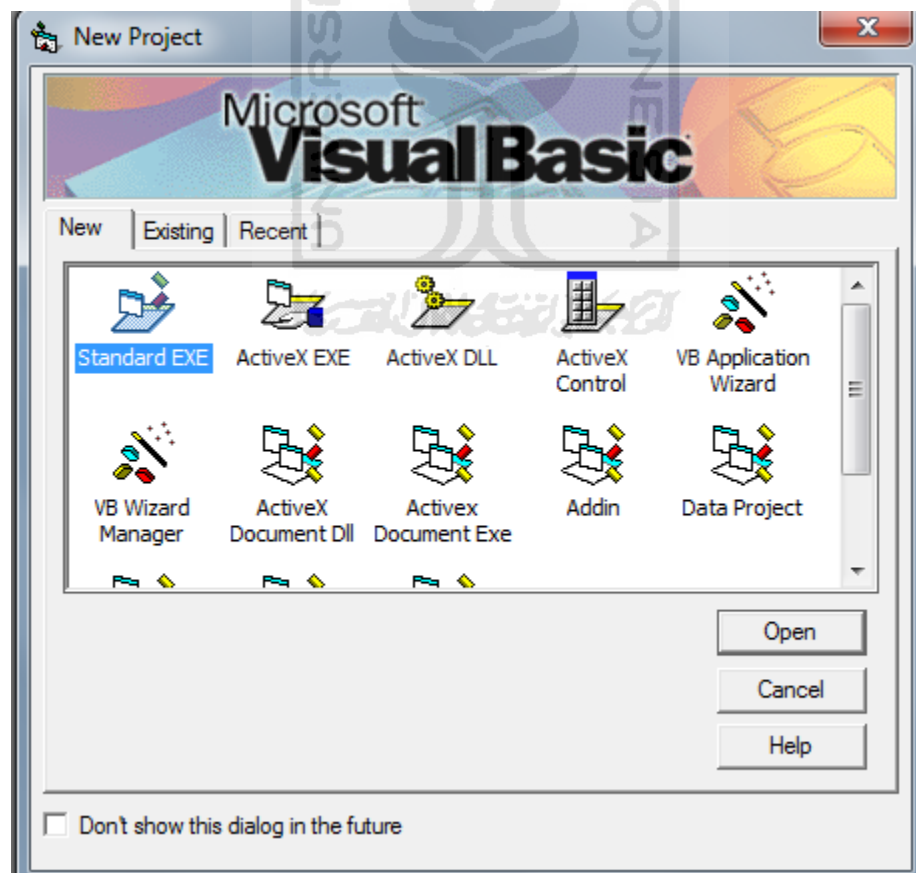 New Project
Microsoft
Visual Basic
New Existing Recent
Standard EXE ActiveX EXE ActiveX DLL ActiveX Control VB Application Wizard
VB Wizard Manager ActiveX Document Dll Activex Document Exe Addin Data Project
Open
Cancel
Help
Don't show this dialog in the future